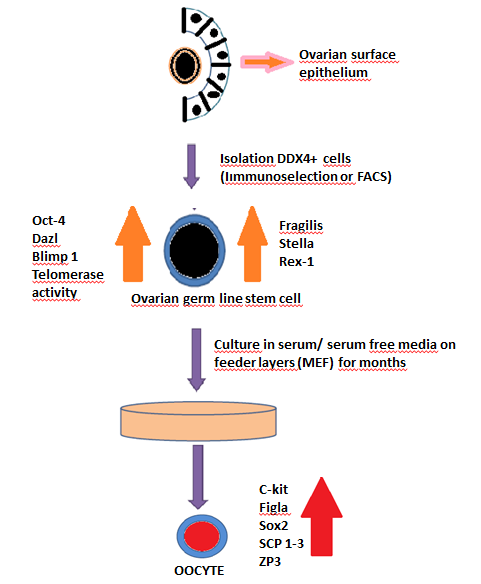 Ovarian surface
epithelium
Isolation DDX4+ cells
(Iımmunoselection or FACS)
Oct-4
Dazl
Blimp 1
Telomerase
activity
Fragilis
Stella
Rex-1
Ovarian germ line stem cell
Culture in serum/ serum free media on
feeder layers (MEF) for months
C-kit
Figla
Sox2
SCP 1-3
ZP3
OOCYTE